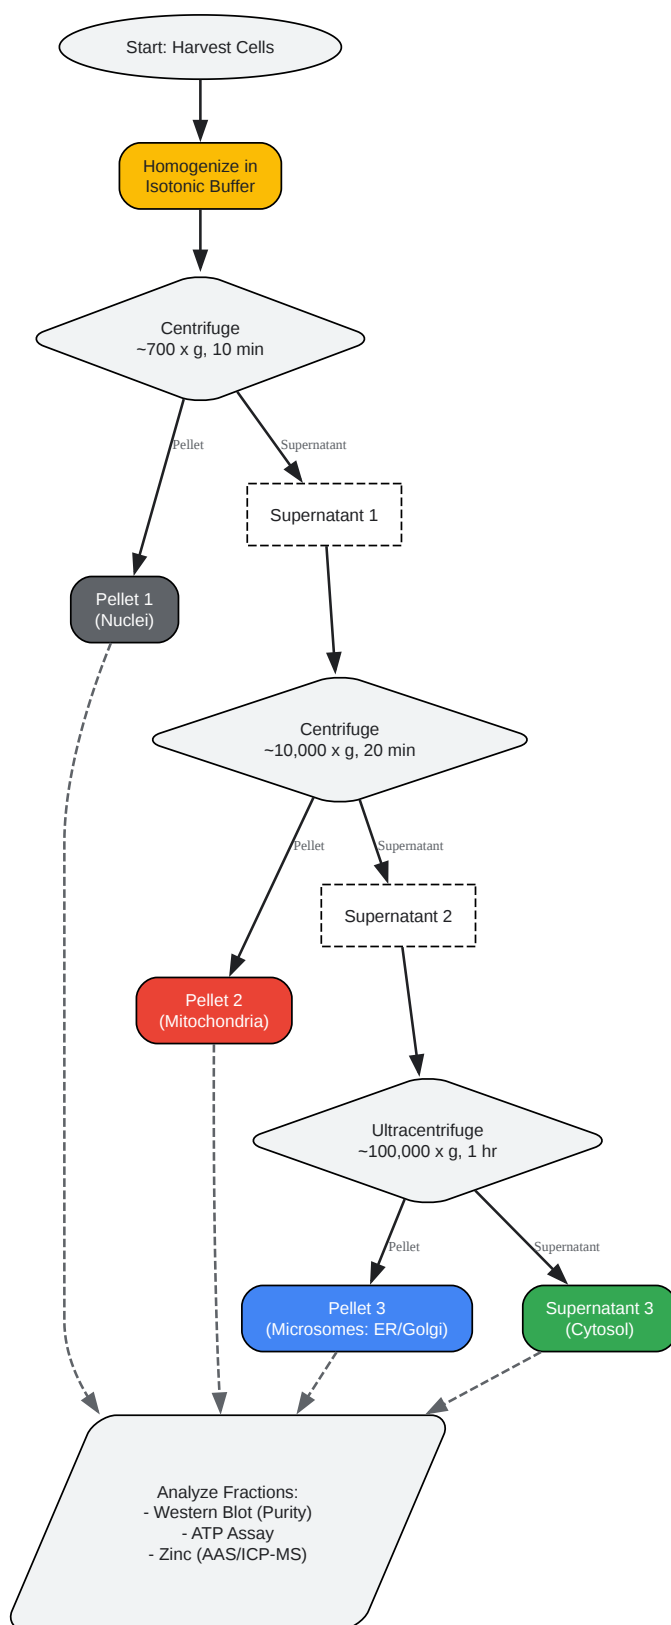 Start: Harvest Cells
Homogenize in
Isotonic Buffer
Centrifuge
~700 x g, 10 min
Pellet
Supernatant
Supernatant 1
Pellet 1
(Nuclei)
Centrifuge
~10,000 x g, 20 min
Pellet
Supernatant
Supernatant 2
Pellet 2
(Mitochondria)
Ultracentrifuge
~100,000 x g, 1 hr
Pellet
Supernatant
Pellet 3
(Microsomes: ER/Golgi)
Supernatant 3
(Cytosol)
Analyze Fractions:
- Western Blot (Purity)
- ATP Assay
- Zinc (AAS/ICP-MS)